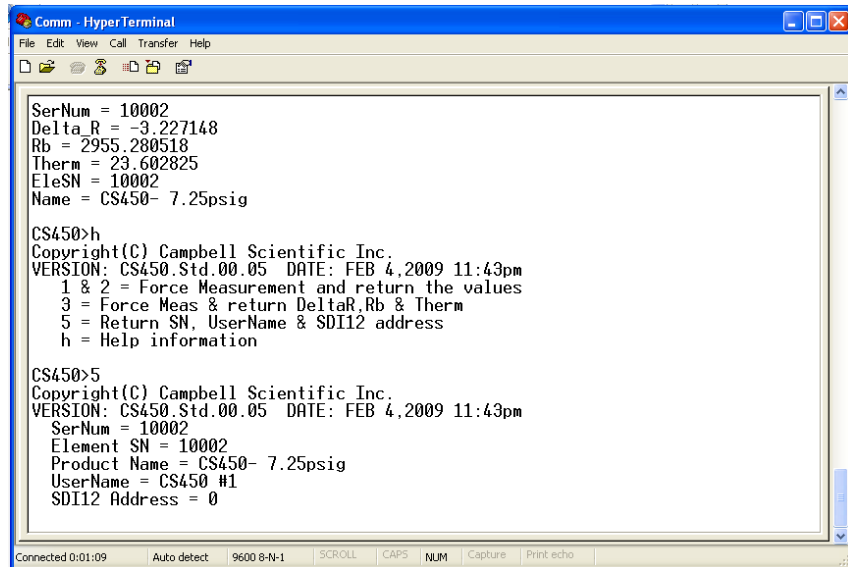 Comm - HyperTerminal
File Edit View Call Transfer Help
SerNum = 10002
Delta_R = -3.227148
Rb = 2955.280518
Therm = 23.602825
EleSN = 10002
Name = CS450- 7.25psig
CS450>h
Copyright(C) Campbell Scientific Inc.
VERSION: CS450.Std.00.05 DATE: FEB 4,2009 11:43pm
1 & 2 = Force Measurement and return the values
3 = Force Meas & return DeltaR,Rb & Therm
5 = Return SN, UserName & SDI12 address
h = Help information
CS450>5
Copyright(C) Campbell Scientific Inc.
VERSION: CS450.Std.00.05 DATE: FEB 4,2009 11:43pm
SerNum = 10002
Element SN = 10002
Product Name = CS450- 7.25psig
UserName = CS450 #1
SDI12 Address = 0
Connected 0:01:09 Auto detect 9600 8-N-1 SCROLL CAPS NUM Capture Print echo